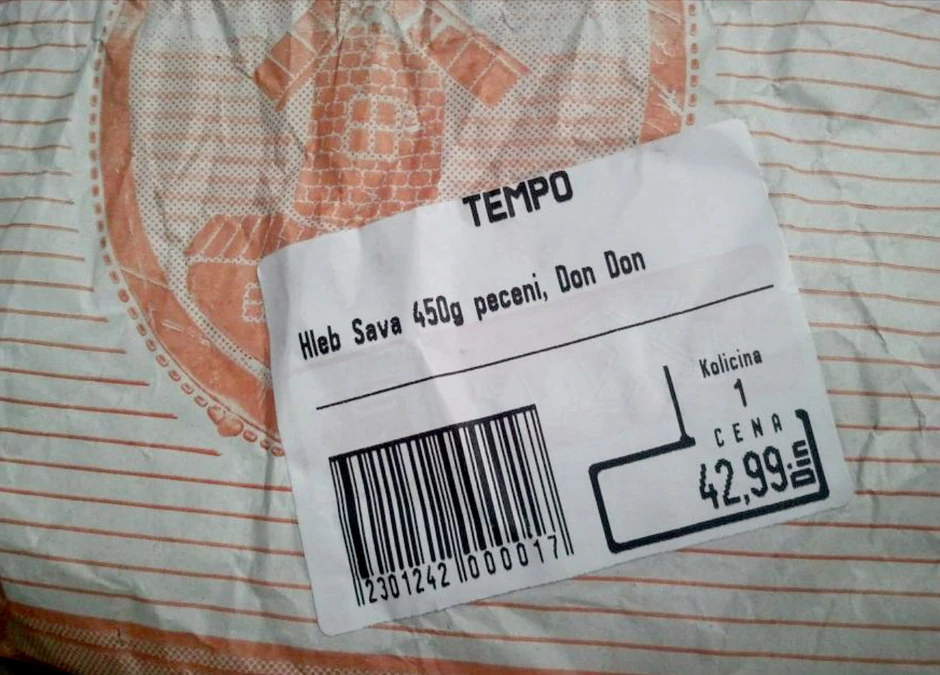 TEMPO
Hleb Sava 450g peceni, Don Don
Kolicina
1
CENA
42,99 Din
2301242 000017